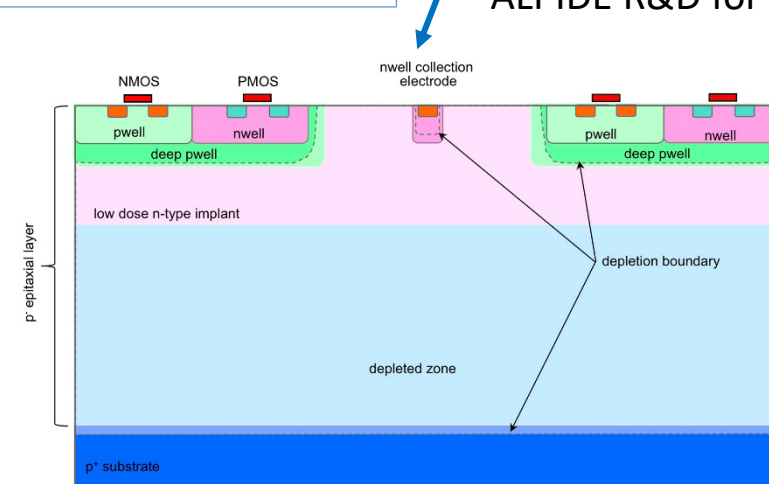 ALPIDE R&D for
nwell collection
electrode
NMOS
PMOS
pwell
nwell
pwell
nwell
deep pwell
deep pwell
low dose n-type implant
p- epitaxial layer
depletion boundary
depleted zone
p+ substrate